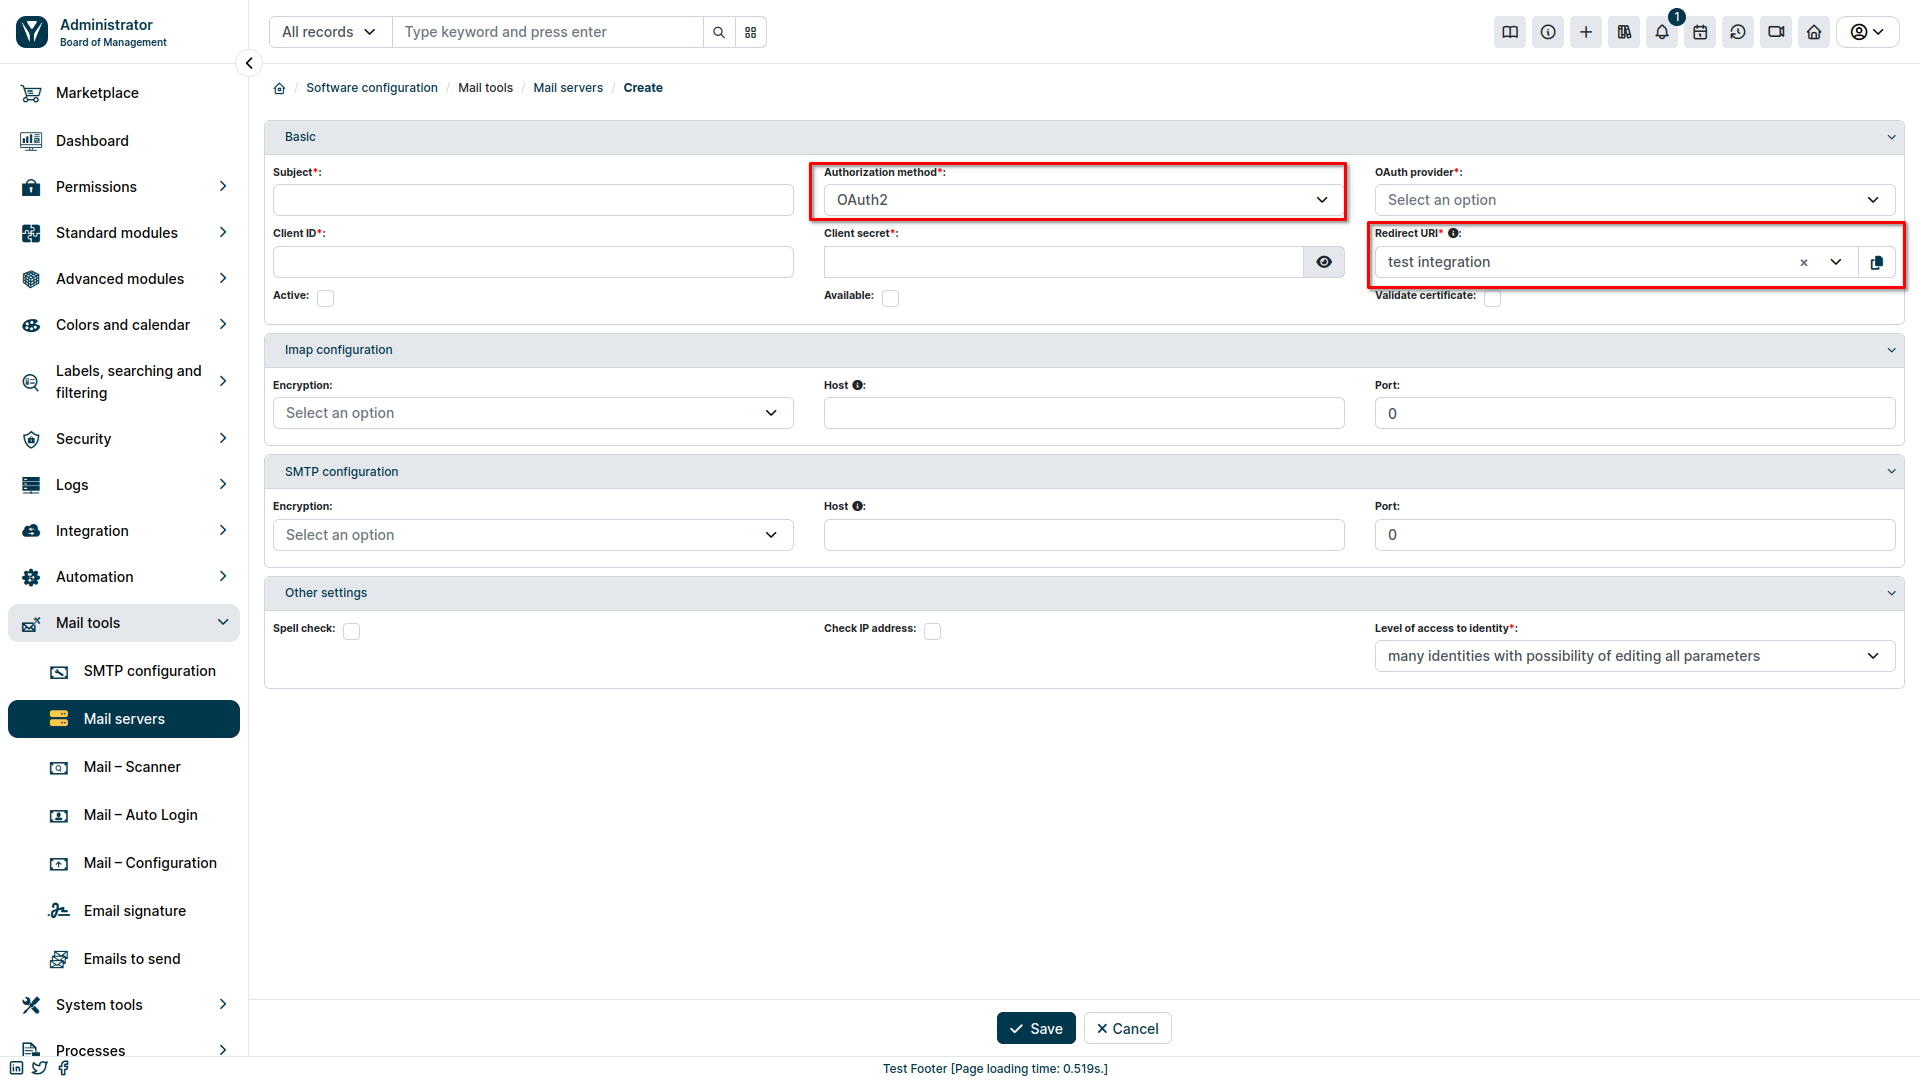 Administrator
Board of Management
All records
Type keyword and press enter
1
Marketplace
Dashboard
Permissions
Standard modules
Advanced modules
Colors and calendar
Labels, searching and
filtering
Security
Logs
Integration
Automation
Mail tools
SMTP configuration
Mail servers
Mail – Scanner
Mail – Auto Login
Mail – Configuration
Email signature
Emails to send
System tools
Processes
/ Software configuration / Mail tools / Mail servers / Create
Basic
Subject*:
Authorization method*:
OAuth2
OAuth provider*:
Select an option
Client ID*:
Client secret*:
Redirect URI* :
test integration
Active:
Available:
Validate certificate:
Imap configuration
Encryption:
Select an option
Host :
Port:
0
SMTP configuration
Encryption:
Select an option
Host :
Port:
0
Other settings
Spell check:
Check IP address:
Level of access to identity*:
many identities with possibility of editing all parameters
Save
Cancel
Test Footer [Page loading time: 0.519s.]